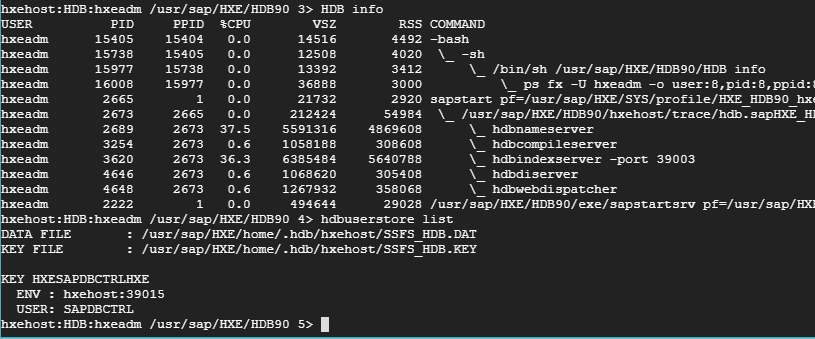 hxehost:HDB:hxeadm /usr/sap/HXE/HDB90 3> HDB info
USER PID PPID %CPU VSZ RSS COMMAND
hxeadm 15405 15404 0.0 14516 4492 -bash
hxeadm 15738 15405 0.0 12508 4020 \_ -sh
hxeadm 15977 15738 0.0 13392 3412 \_ /bin/sh /usr/sap/HXE/HDB90/HDB info
hxeadm 16008 15977 0.0 36888 3000 \_ ps fx -U hxeadm -o user:8,pid:8,ppid:8
hxeadm 2665 1 0.0 21732 2920 sapstart pf=/usr/sap/HXE/SYS/profile/HXE_HDB90_hxe
hxeadm 2673 2665 0.0 212424 54984 \_ /usr/sap/HXE/HDB90/hxehost/trace/hdb.sapHXE_H
hxeadm 2689 2673 37.5 5591316 4869608 \_ hdbnameserver
hxeadm 3254 2673 0.6 1058188 308608 \_ hdbcompileserver
hxeadm 3620 2673 36.3 6385484 5640788 \_ hdbindexserver -port 39003
hxeadm 4646 2673 0.6 1068620 305408 \_ hdbdiserver
hxeadm 4648 2673 0.6 1267932 358068 \_ hdbwebdispatcher
hxeadm 2222 1 0.0 494644 29028 /usr/sap/HXE/HDB90/exe/sapstartsrv pf=/usr/sap/HX
hxehost:HDB:hxeadm /usr/sap/HXE/HDB90 4> hdbuserstore list
DATA FILE : /usr/sap/HXE/home/.hdb/hxehost/SSFS_HDB.DAT
KEY FILE : /usr/sap/HXE/home/.hdb/hxehost/SSFS_HDB.KEY
KEY HXESAPDBCTRLHXE
ENV : hxehost:39015
USER: SAPDBCTRL
hxehost:HDB:hxeadm /usr/sap/HXE/HDB90 5>